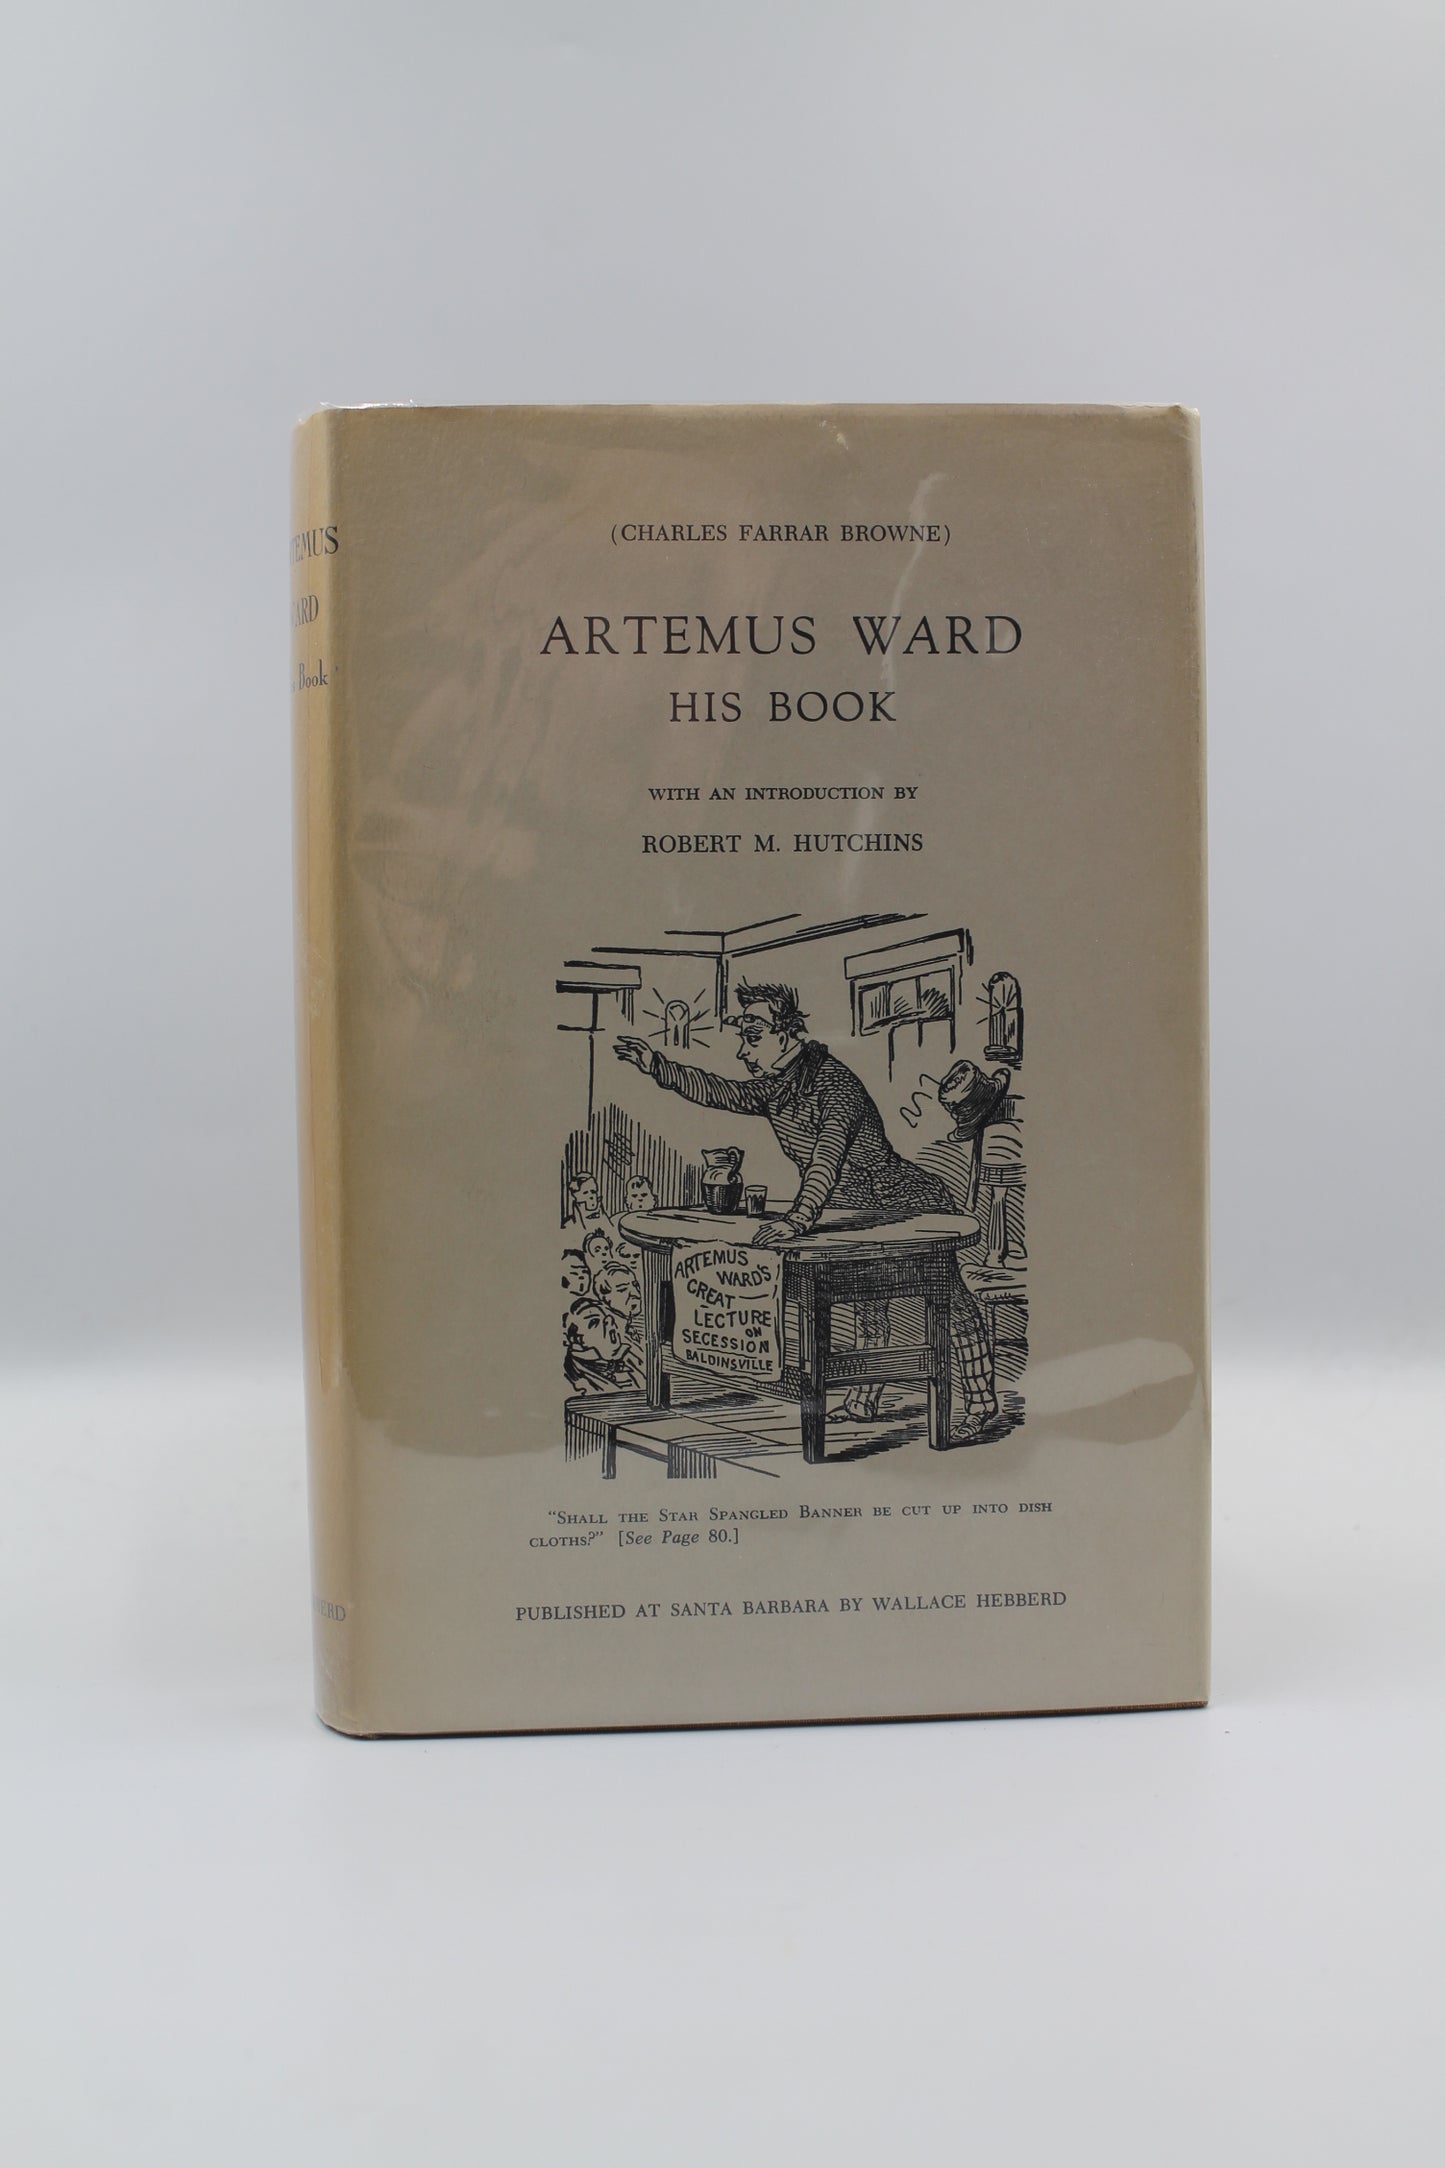 (CHARLES FARRAR BROWNE)
ARTEMUS WARD
HIS BOOK
WITH AN INTRODUCTION BY
ROBERT M. HUTCHINS
ARTEMUS
WARD'S
GREAT
LECTURE
ON
SECESSION
BALDINSVILLE
"SHALL THE STAR SPANGLED BANNER BE CUT UP INTO DISH
CLOTHS?" [See Page 80.]
PUBLISHED AT SANTA BARBARA BY WALLACE HEBBERD
Book